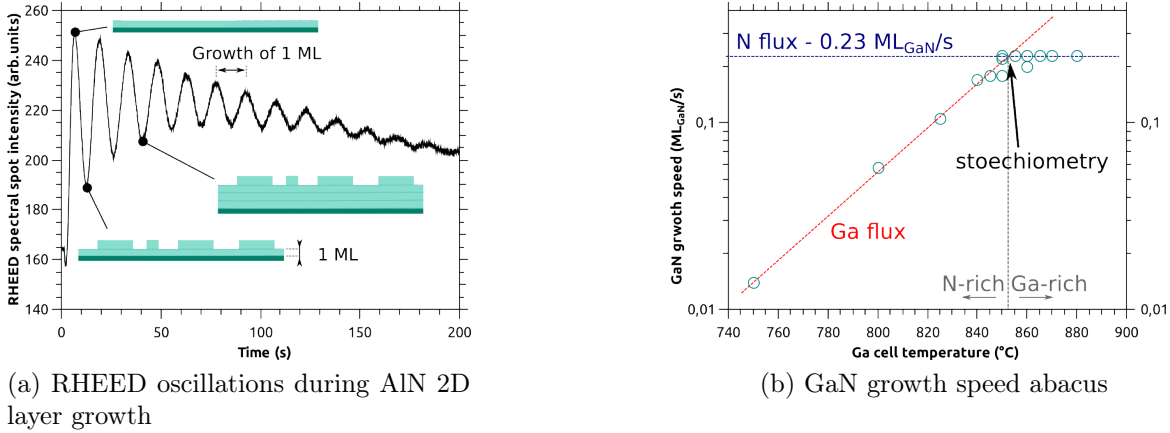 RHEED spectral spot intensity (arb.units)
260
240
220
200
180
160
140
Growth of 1 ML
1 ML
0
50
100
150
200
Time (s)
(a) RHEED oscillations during AlN 2D
layer growth
GaN grwoth speed (ML_GaN/s)
0,1
0,01
N flux - 0.23 ML_GaN/s
stoechiometry
Ga flux
N-rich
Ga-rich
0,1
0,01
740
760
800
820
840
860
880
900
Ga cell temperature (°C)
(b) GaN growth speed abacus